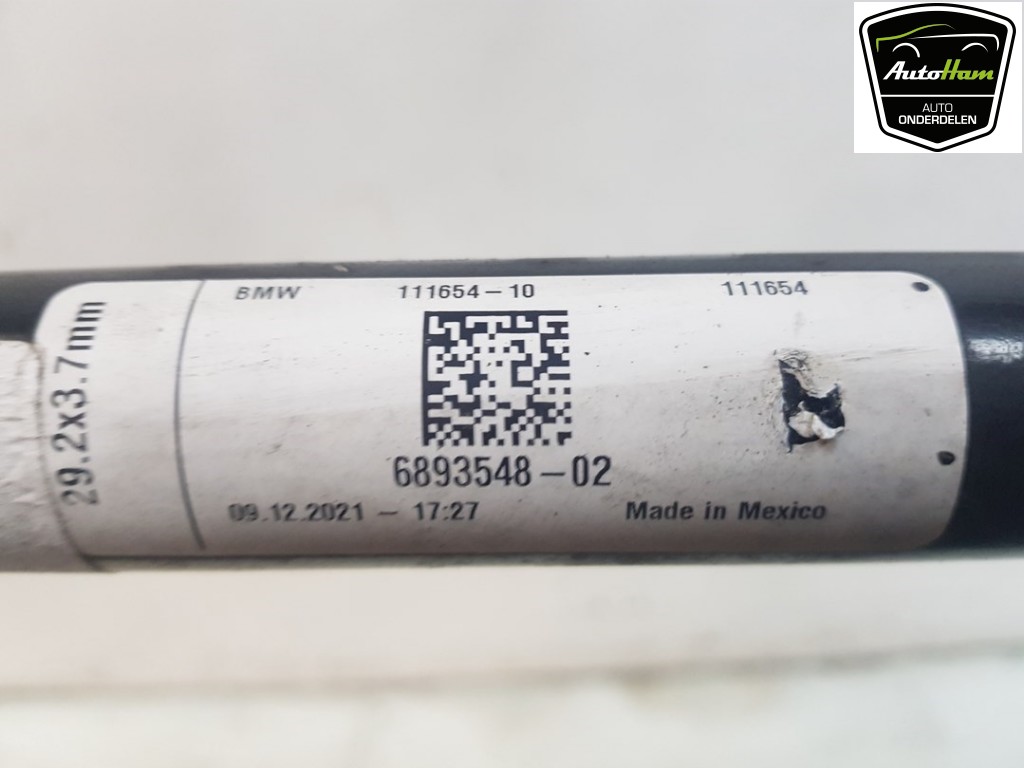 AutoHam
AUTO
ONDERDELEN
BMW 111654-10 111654
29.2x3.7mm
6893548-02
09.12.2021 - 17:27 Made in Mexico